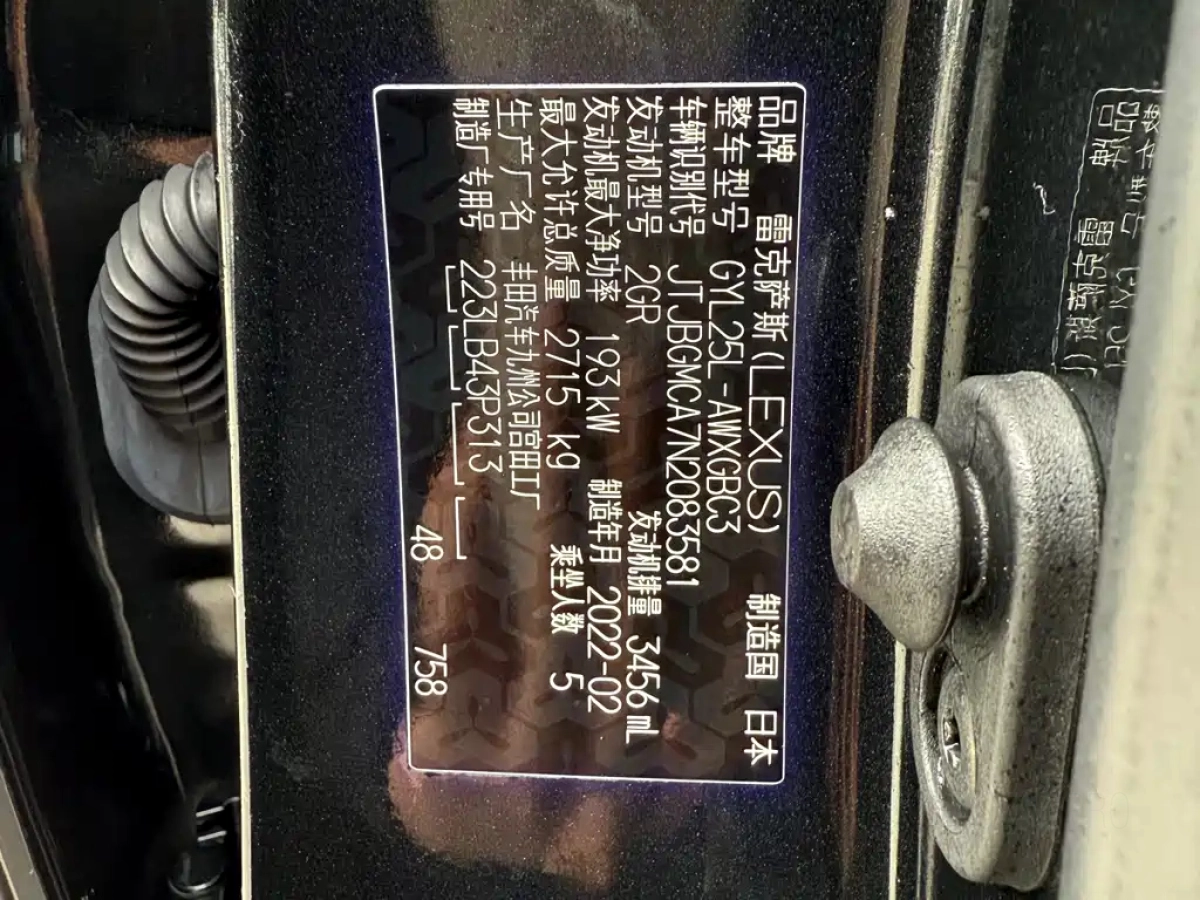 品牌 雷克萨斯(LEXUS) 制造国 日本
整车型号 GYL25L-AWXGBC3
车辆识别代号 JTJBGMCA7N2083581
发动机型号 2GR 发动机排量 3456 mL
发动机最大净功率 193 kW 制造年月 2022-02
最大允许总质量 2715 kg 乘坐人数 5
生产厂名 丰田汽车九州公司宫田工厂
制造厂专用号 223LB43P313
48 758